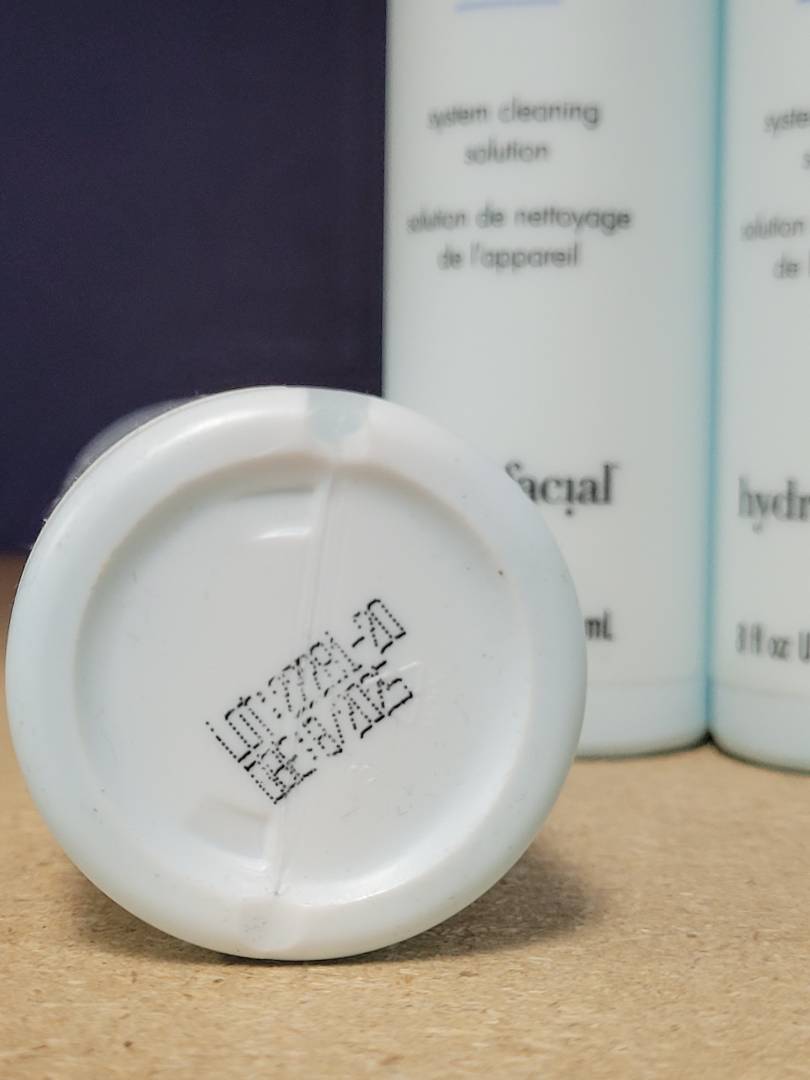 system cleaning
solution
solution de nettoyage
de l'appareil
facial
mL
LOT:22281-20
hydr
8 fl oz U